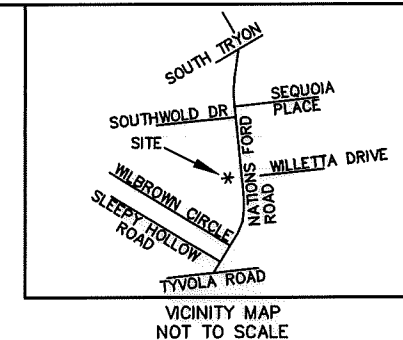 SOUTH TRYON
SEQUOIA
PLACE
SOUTHWOLD DR
SITE
NATIONS FORD
ROAD
WILLETTA DRIVE
WILBROWN CIRCLE
SLEEPY HOLLOW
ROAD
TYVOLA ROAD
VICINITY MAP
NOT TO SCALE